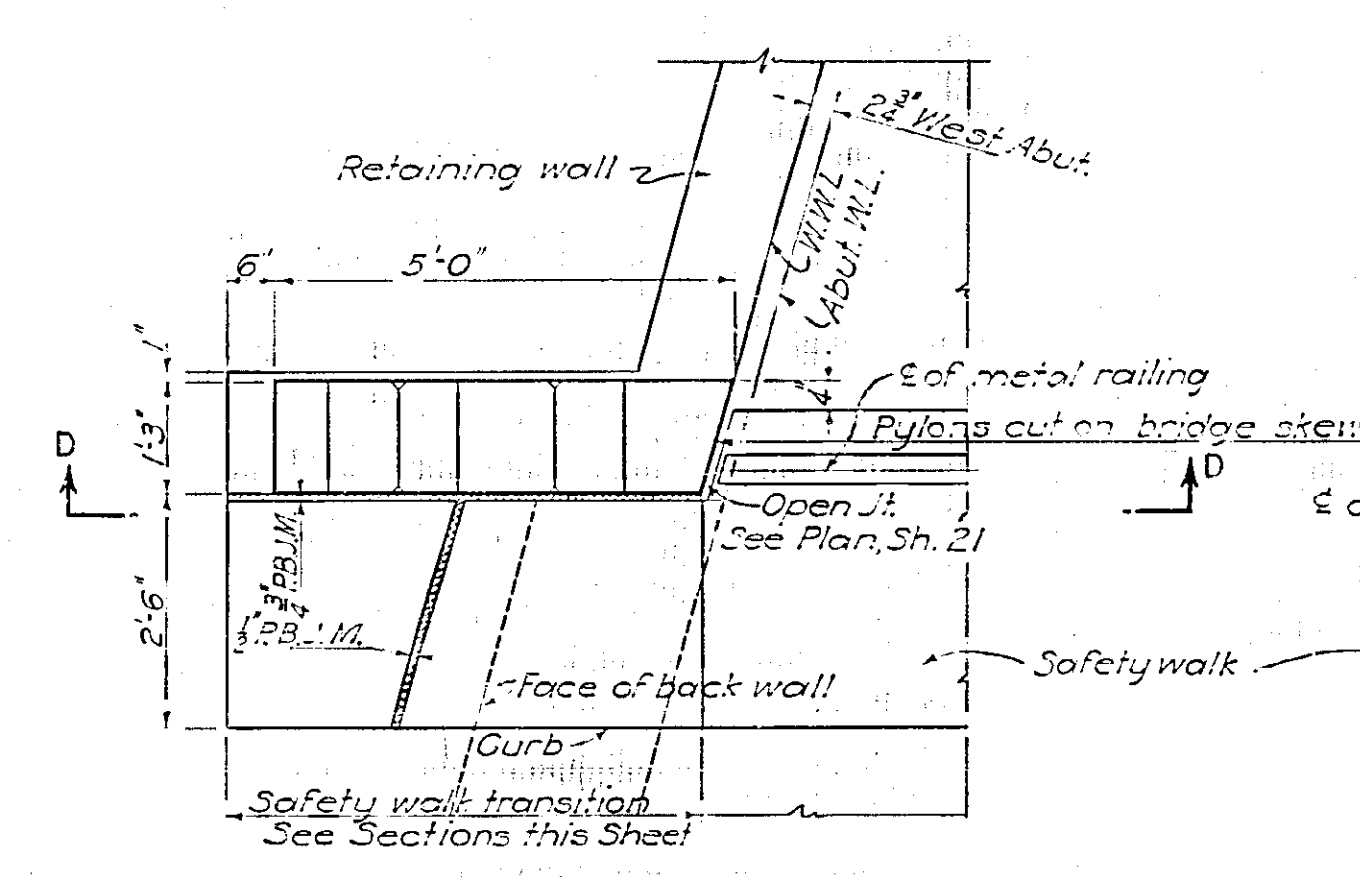 2 3/4" West Abut.
Retaining wall
W.W.L.
Abut. W.L.
6"
5'-0"
1"
4"
₵ of metal railing
1'-3"
Pylons cut on bridge skew
D
D
Open Jt.
See Plan, Sh. 21
₵ o
3/4" P.B.J.M.
2'-6"
P.B.J.M.
Safety walk
Face of back wall
Curb
Safety walk transition
See Sections this Sheet